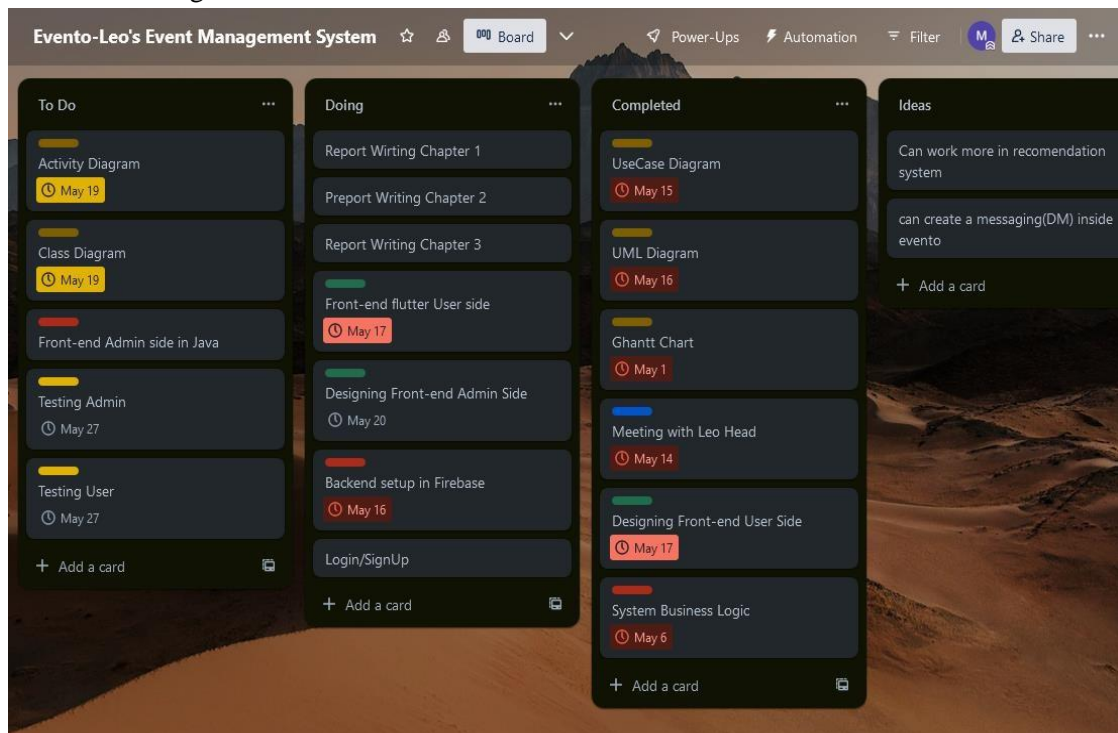 Evento-Leo's Event Management System
Board
Power-Ups
Automation
Filter
M
Share
To Do
Activity Diagram
May 19
Class Diagram
May 19
Front-end Admin side in Java
Testing Admin
May 27
Testing User
May 27
+ Add a card
Doing
Report Wirting Chapter 1
Preport Writing Chapter 2
Report Writing Chapter 3
Front-end flutter User side
May 17
Designing Front-end Admin Side
May 20
Backend setup in Firebase
May 16
Login/SignUp
+ Add a card
Completed
UseCase Diagram
May 15
UML Diagram
May 16
Ghantt Chart
May 1
Meeting with Leo Head
May 14
Designing Front-end User Side
May 17
System Business Logic
May 6
+ Add a card
Ideas
Can work more in recomendation
system
can create a messaging(DM) inside
evento
+ Add a card